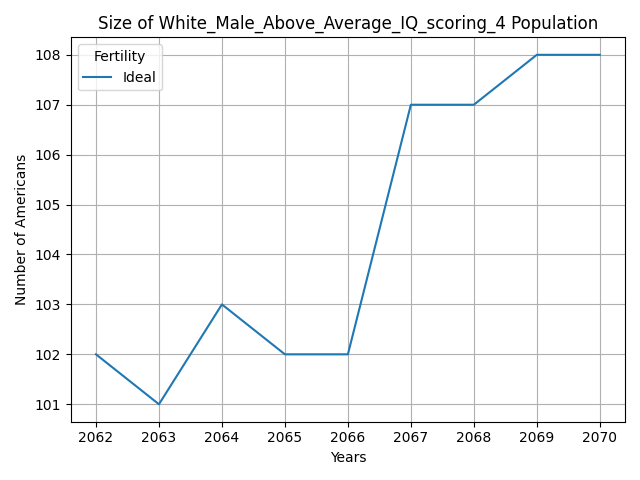 Size of White_Male_Above_Average_IQ_scoring_4 Population
Fertility
Ideal
Number of Americans
108
107
106
105
104
103
102
101
2062 2063 2064 2065 2066 2067 2068 2069 2070
Years